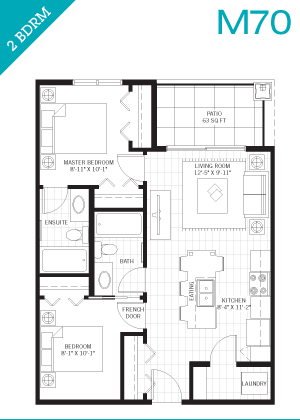 2 BDRM
M70
PATIO
63 SQ FT
MASTER BEDROOM
8'-11" X 10'-1"
LIVING ROOM
12'-5" X 9'-11"
ENSUITE
BATH
EATING
KITCHEN
8'-4" X 11'-2"
FRENCH
DOOR
BEDROOM
8'-1" X 10'-1"
LAUNDRY